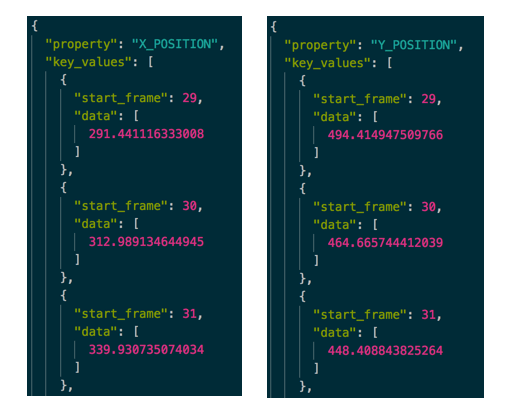 {
"property": "X_POSITION",
"key_values": [
{
"start_frame": 29,
"data": [
291.441116333008
]
},
{
"start_frame": 30,
"data": [
312.989134644945
]
},
{
"start_frame": 31,
"data": [
339.930735074034
]
},
{
"property": "Y_POSITION",
"key_values": [
{
"start_frame": 29,
"data": [
494.414947509766
]
},
{
"start_frame": 30,
"data": [
464.665744412039
]
},
{
"start_frame": 31,
"data": [
448.408843825264
]
},